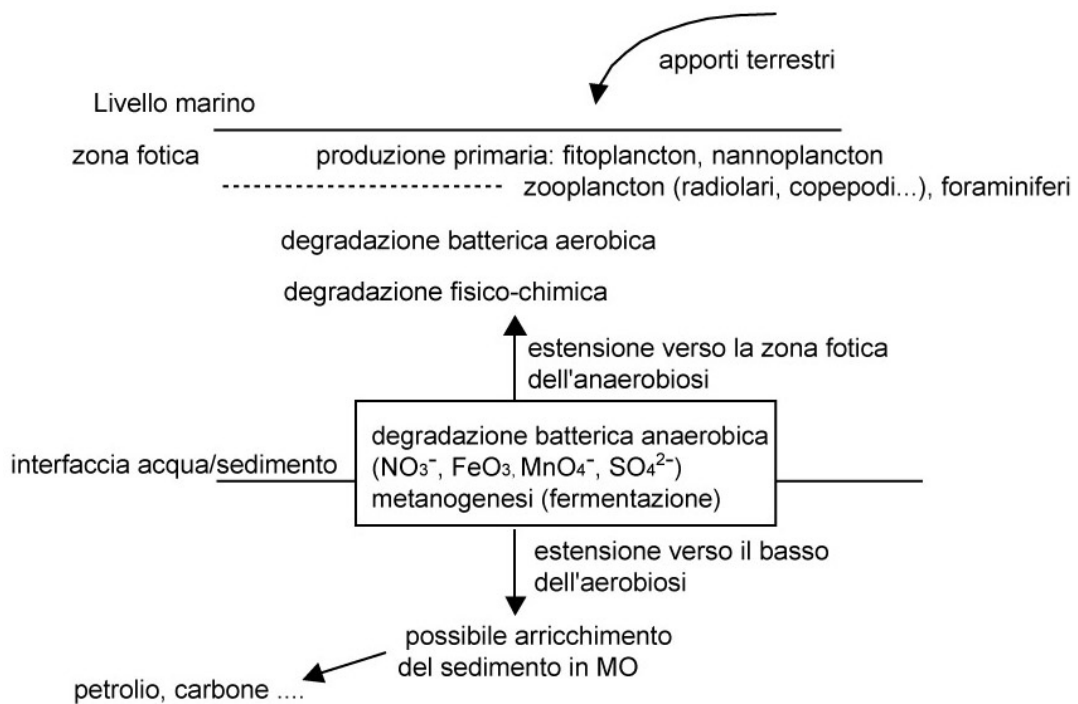 apporti terrestri
Livello marino
zona fotica
produzione primaria: fitoplancton, nannoplancton
zooplancton (radiolari, copepodi...), foraminiferi
degradazione batterica aerobica
degradazione fisico-chimica
estensione verso la zona fotica
dell'anaerobiosi
degradazione batterica anaerobica
(NO₃⁻, FeO₃, MnO₄⁻, SO₄²⁻)
metanogenesi (fermentazione)
interfaccia acqua/sedimento
estensione verso il basso
dell'aerobiosi
possibile arricchimento
del sedimento in MO
petrolio, carbone ....